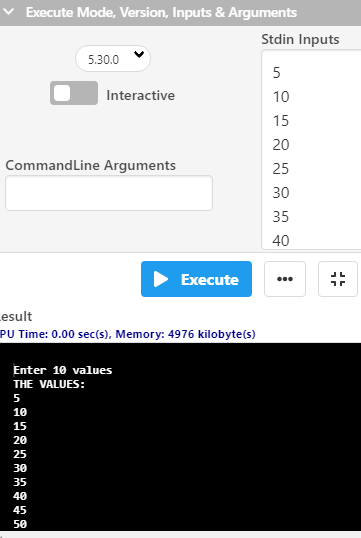 Execute Mode, Version, Inputs & Arguments
5.30.0
Interactive
Stdin Inputs
5
10
15
20
25
30
35
40
CommandLine Arguments
Execute
esult
PU Time: 0.00 sec(s), Memory: 4976 kilobyte(s)
Enter 10 values
THE VALUES:
5
10
15
20
25
30
35
40
45
50